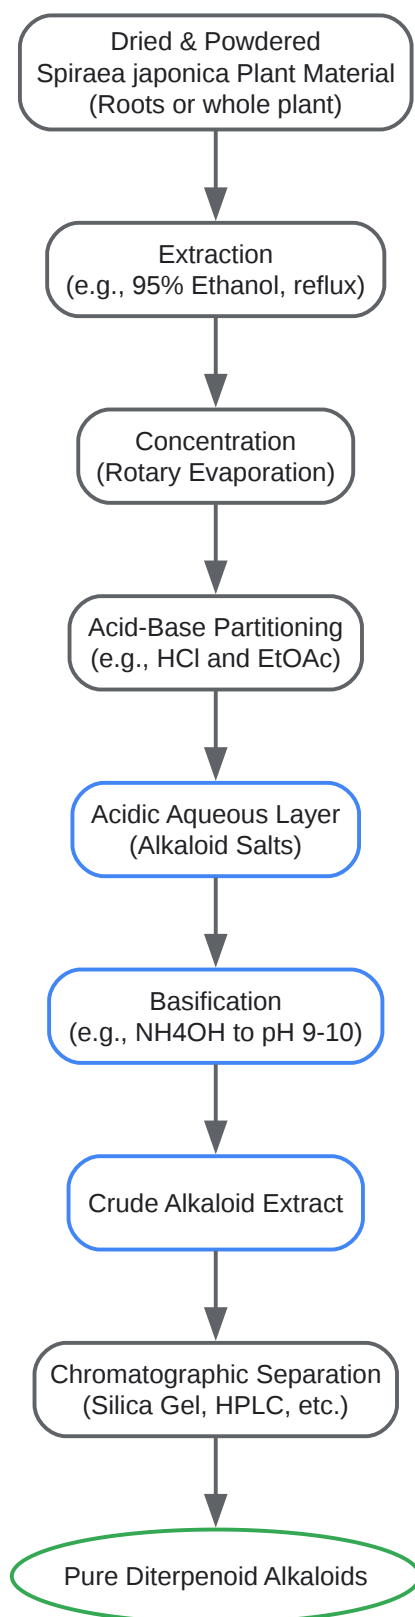 Dried & Powdered
Spiraea japonica Plant Material
(Roots or whole plant)
Extraction
(e.g., 95% Ethanol, reflux)
Concentration
(Rotary Evaporation)
Acid-Base Partitioning
(e.g., HCl and EtOAc)
Acidic Aqueous Layer
(Alkaloid Salts)
Basification
(e.g., NH4OH to pH 9-10)
Crude Alkaloid Extract
Chromatographic Separation
(Silica Gel, HPLC, etc.)
Pure Diterpenoid Alkaloids